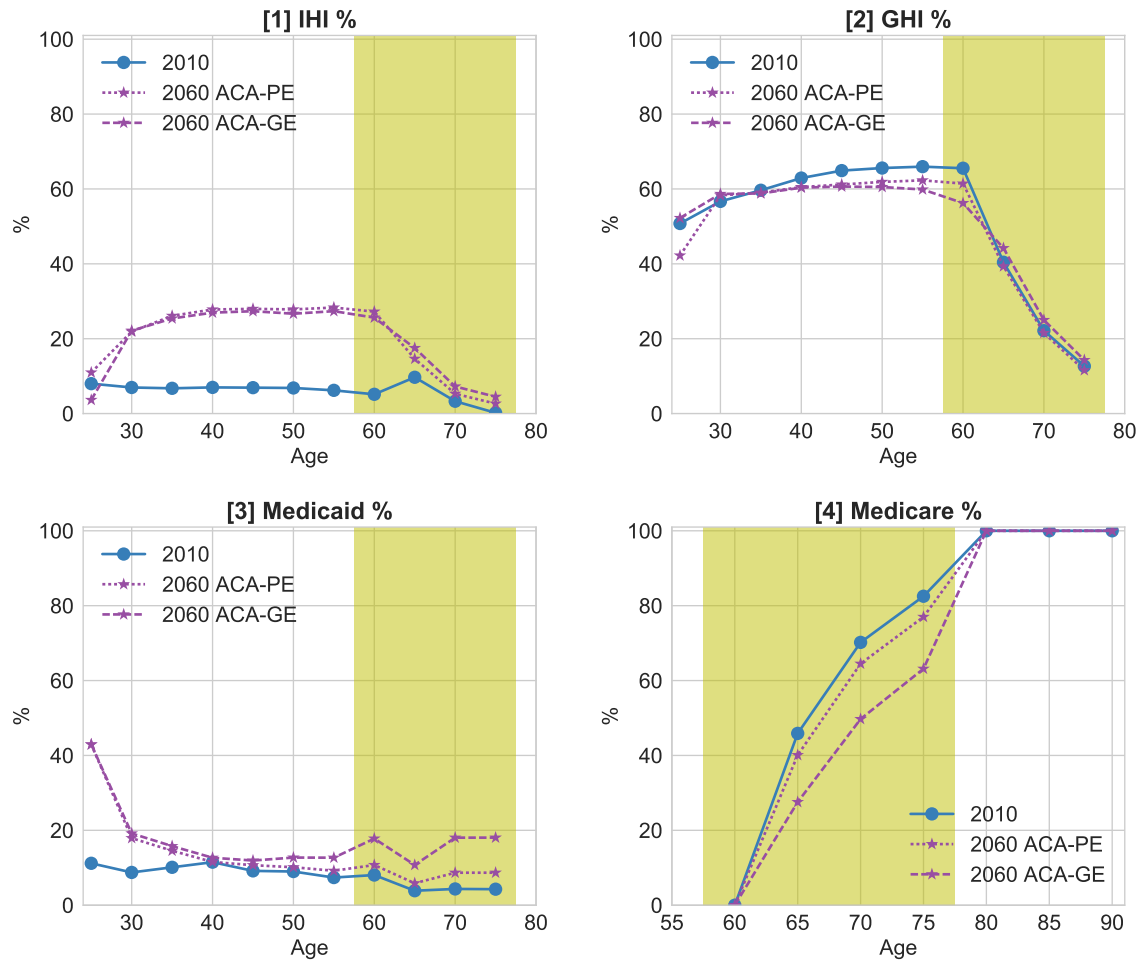 [1] IHI %
100
80
60
40
20
0
%
2010
2060 ACA-PE
2060 ACA-GE
30 40 50 60 70 80
Age
[2] GHI %
100
80
60
40
20
0
%
2010
2060 ACA-PE
2060 ACA-GE
30 40 50 60 70 80
Age
[3] Medicaid %
100
80
60
40
20
0
%
2010
2060 ACA-PE
2060 ACA-GE
30 40 50 60 70 80
Age
[4] Medicare %
100
80
60
40
20
0
%
2010
2060 ACA-PE
2060 ACA-GE
55 60 65 70 75 80 85 90
Age